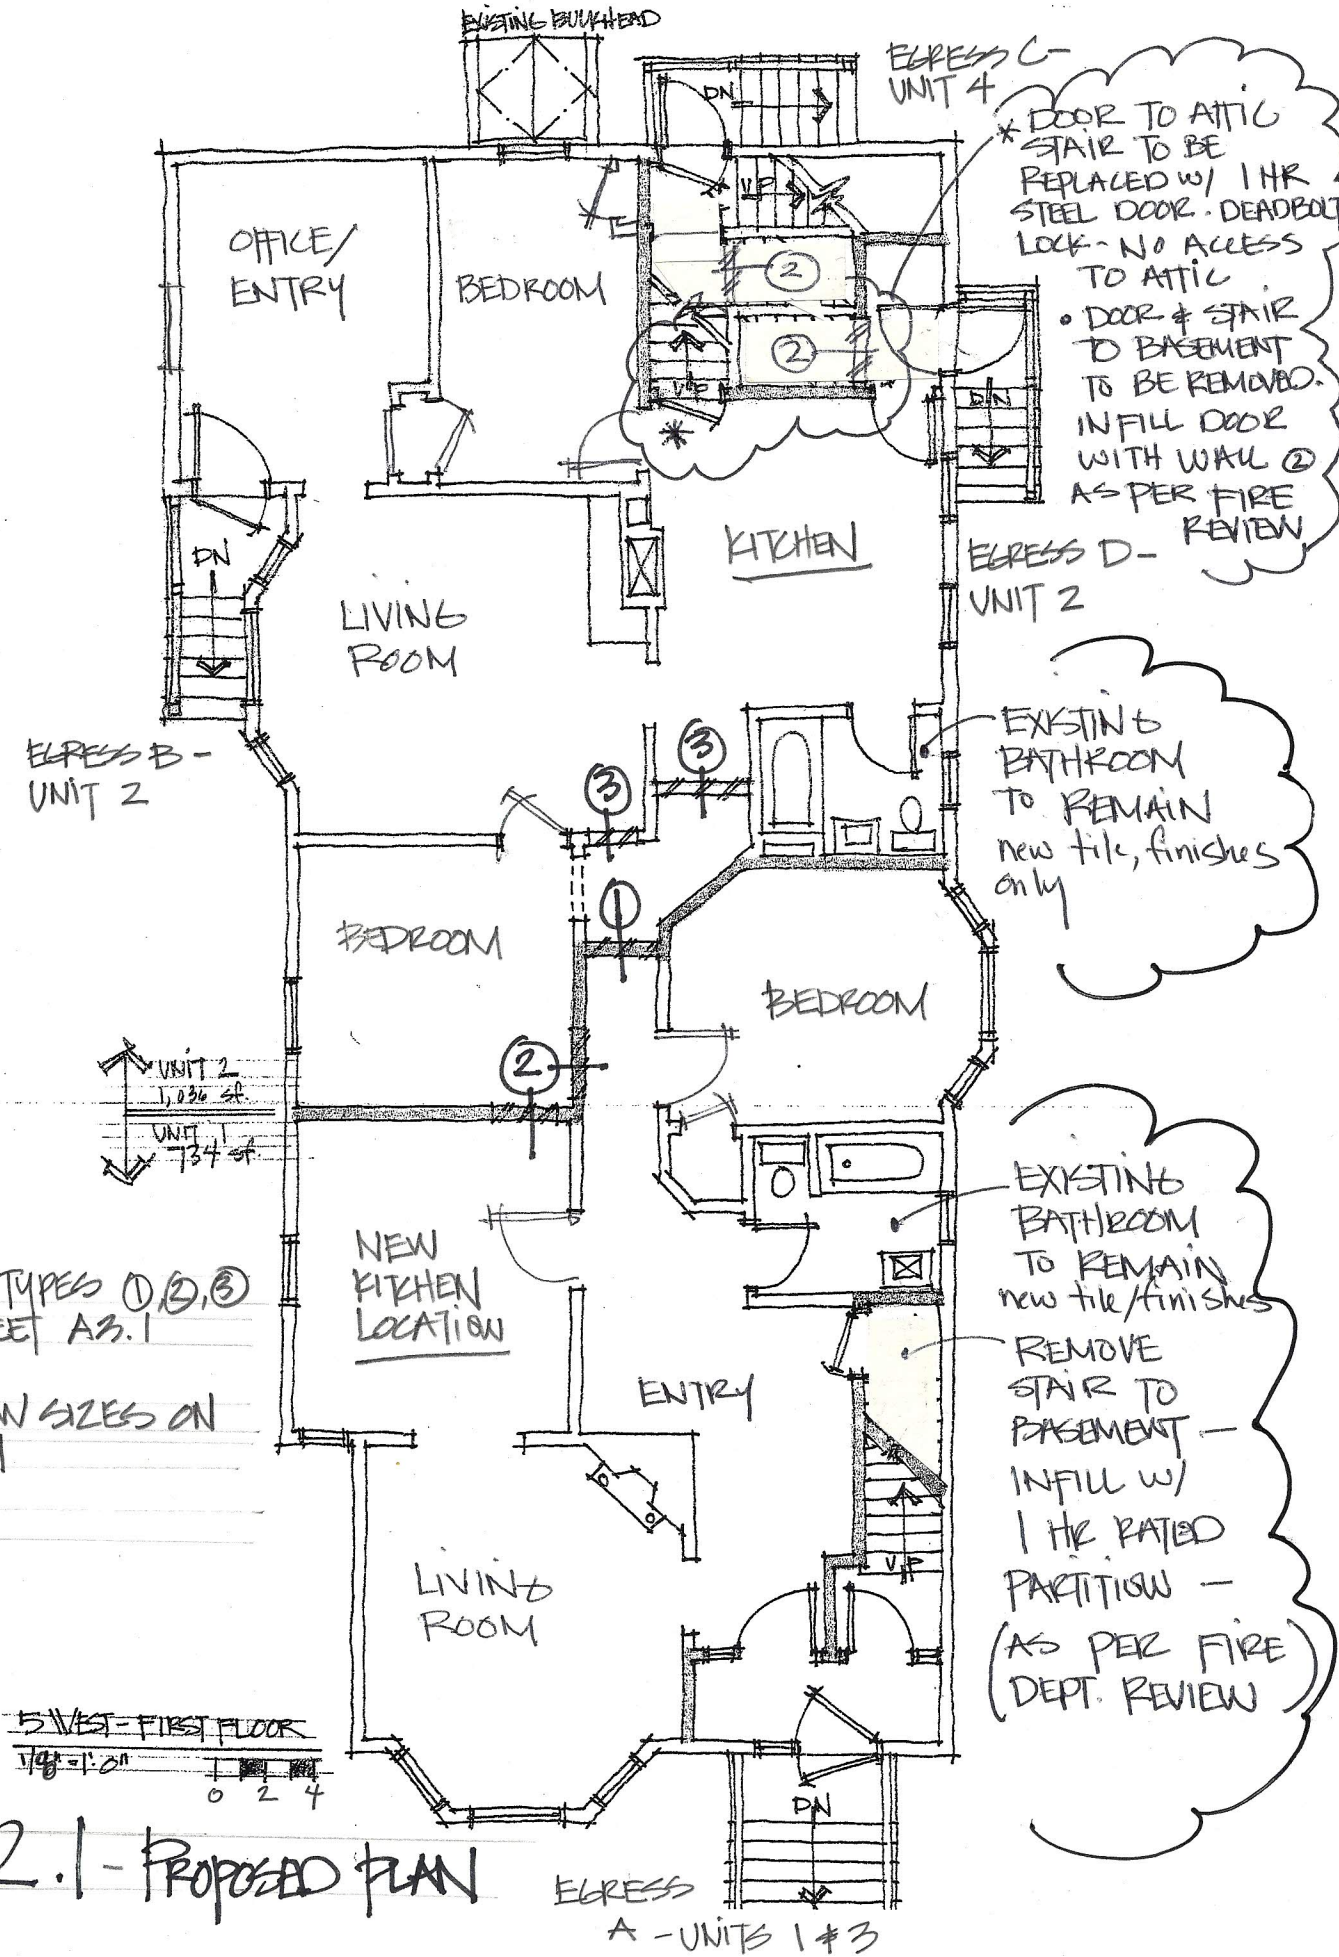 EXISTING BULKHEAD
EGRESS C-
UNIT 4
DN
* DOOR TO ATTIC
STAIR TO BE
REPLACED W/ 1 HR
STEEL DOOR. DEADBOLT
LOCK - NO ACCESS
TO ATTIC
• DOOR & STAIR
TO BASEMENT
TO BE REMOVED.
INFILL DOOR
WITH WALL ②
AS PER FIRE
REVIEW
UP
OFFICE/
ENTRY
BEDROOM
②
②
UP
*
DN
KITCHEN
EGRESS D-
UNIT 2
DN
LIVING
ROOM
EGRESS B-
UNIT 2
③
③
①
EXISTING
BATHROOM
TO REMAIN
new tile, finishes
only
BEDROOM
BEDROOM
②
UNIT 2
1,036 sf.
UNIT 1
734 sf
EXISTING
BATHROOM
TO REMAIN
new tile/finishes
REMOVE
STAIR TO
BASEMENT —
INFILL W/
1 HR RATED
PARTITION —
(AS PER FIRE
DEPT. REVIEW)
NEW
KITCHEN
LOCATION
TYPES ①,②,③
EET A3.1
W SIZES ON
ENTRY
UP
LIVING
ROOM
5 WEST - FIRST FLOOR
1/8"=1'-0"
0 2 4
2.1 - PROPOSED PLAN
DN
EGRESS
A - UNITS 1 & 3